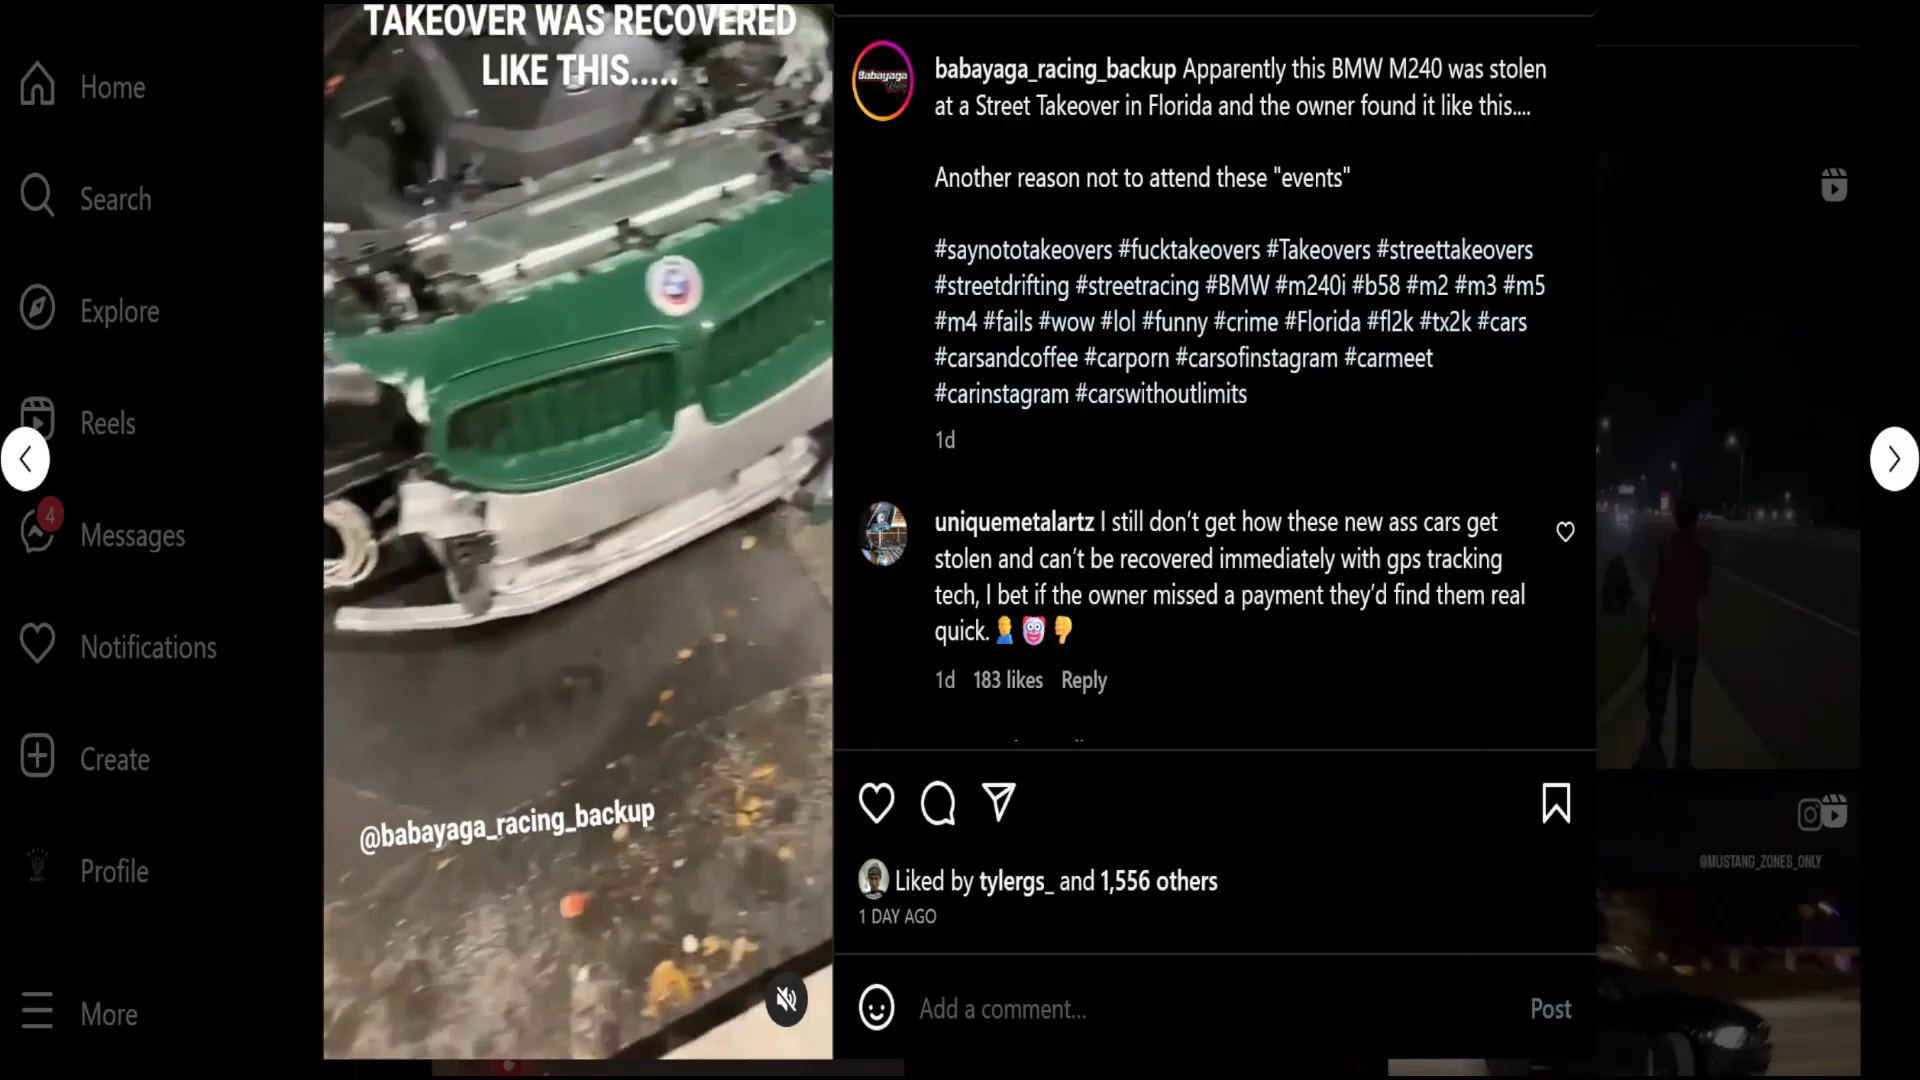 TAKEOVER WAS RECOVERED
LIKE THIS.....
@babayaga_racing_backup
Home
Search
Explore
Reels
4
Messages
Notifications
Create
Profile
More
Babayaga
babayaga_racing_backup Apparently this BMW M240 was stolen
at a Street Takeover in Florida and the owner found it like this....
Another reason not to attend these "events"
#saynototakeovers #fucktakeovers #Takeovers #streettakeovers
#streetdrifting #streetracing #BMW #m240i #b58 #m2 #m3 #m5
#m4 #fails #wow #lol #funny #crime #Florida #fl2k #tx2k #cars
#carsandcoffee #carporn #carsofinstagram #carmeet
#carinstagram #carswithoutlimits
1d
uniquemetalartz I still don’t get how these new ass cars get
stolen and can’t be recovered immediately with gps tracking
tech, I bet if the owner missed a payment they’d find them real
quick.🤦🤡👎
1d 183 likes Reply
Liked by tylergs_ and 1,556 others
1 DAY AGO
Add a comment...
Post
@MUSTANG_ZONES_ONLY